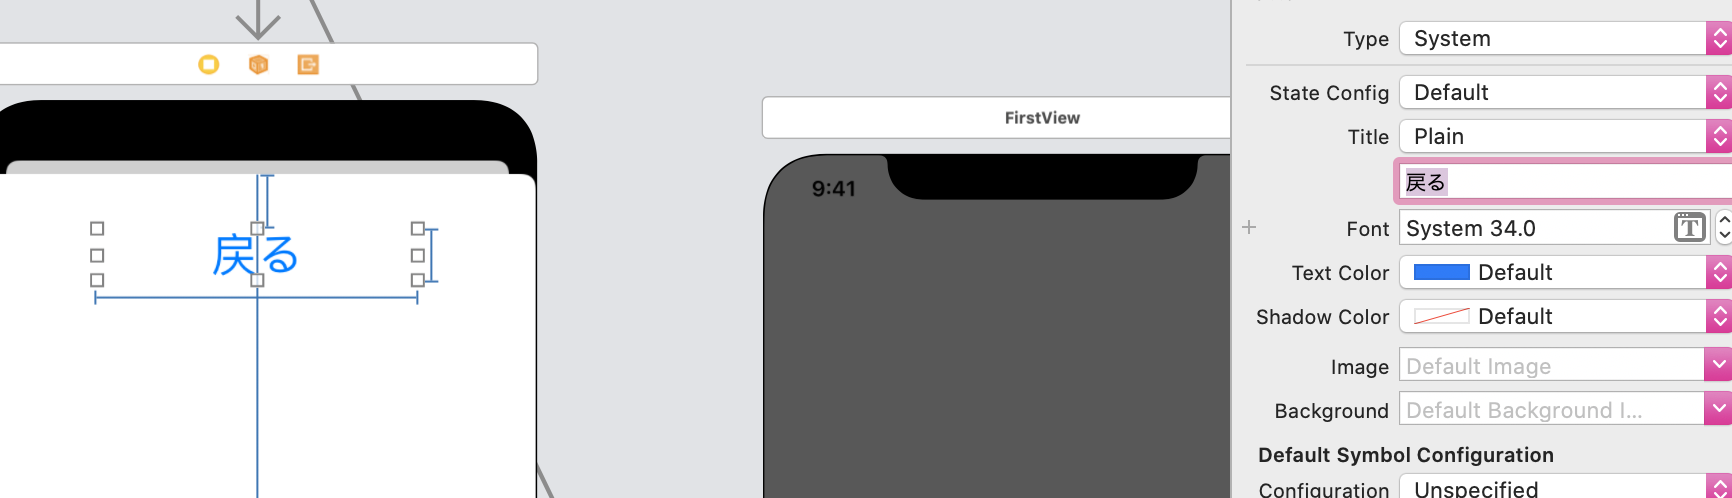 戻る
FirstView
9:41
Type System
State Config Default
Title Plain
戻る
Font System 34.0
Text Color Default
Shadow Color Default
Image Default Image
Background Default Background I...
Default Symbol Configuration
Configuration Unspecified